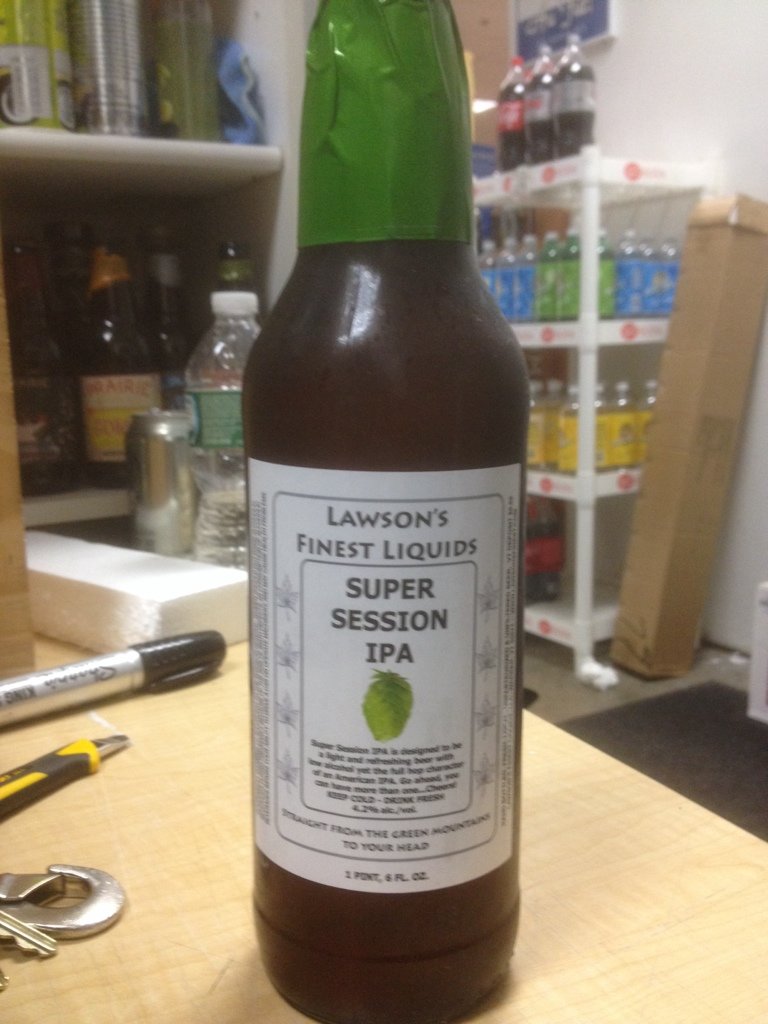 LAWSON'S
FINEST LIQUIDS
SUPER
SESSION
IPA
Super Session IPA is designed to be
a light and refreshing beer with
low alcohol yet the full hop character
of an American IPA. Go ahead, you
can have more than one...Cheers!
KEEP COLD - DRINK FRESH
4.2% alc./vol.
STRAIGHT FROM THE GREEN MOUNTAINS
TO YOUR HEAD
1 PINT, 6 FL. OZ.
Sharpie
KING
PRAIRIE